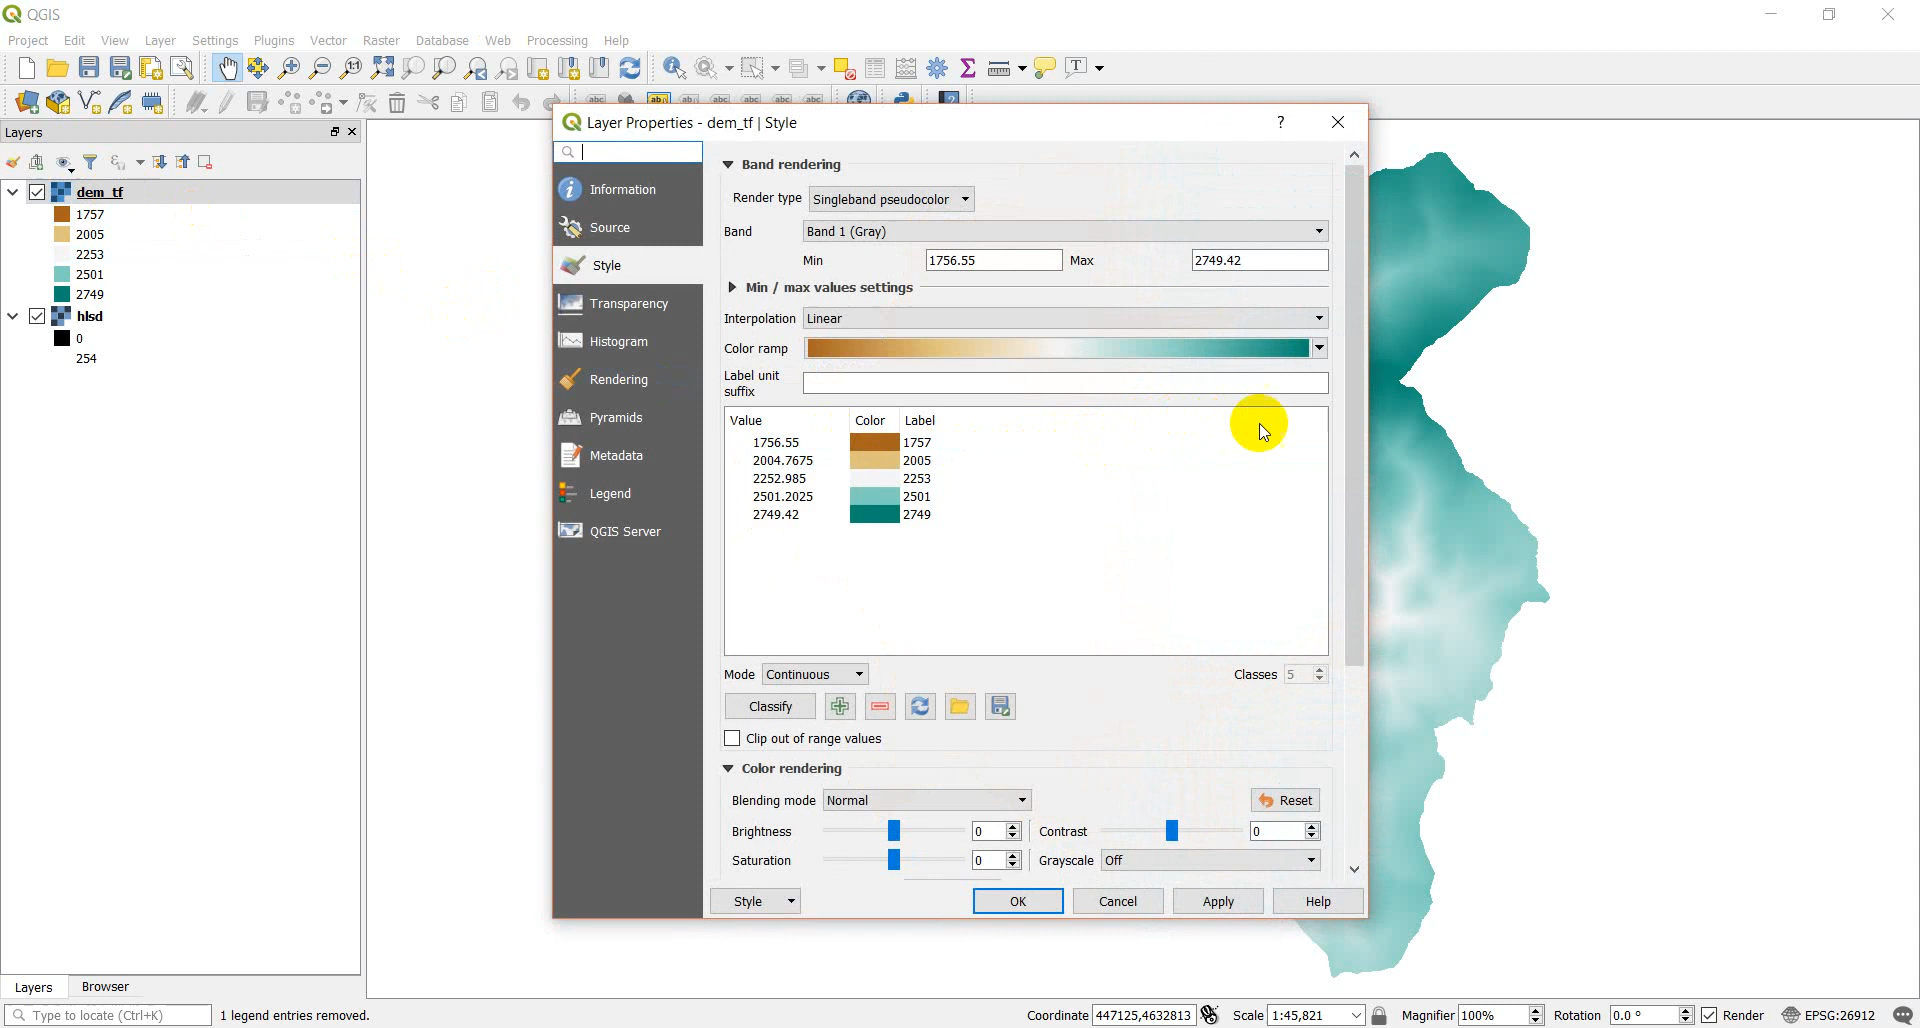 QGIS
Project Edit View Layer Settings Plugins Vector Raster Database Web Processing Help
Layers
dem_tf
1757
2005
2253
2501
2749
hlsd
0
254
Layer Properties - dem_tf | Style
Information
Source
Style
Transparency
Histogram
Rendering
Pyramids
Metadata
Legend
QGIS Server
Band rendering
Render type Singleband pseudocolor
Band Band 1 (Gray)
Min 1756.55 Max 2749.42
Min / max values settings
Interpolation Linear
Color ramp
Label unit
suffix
Value Color Label
1756.55 1757
2004.7675 2005
2252.985 2253
2501.2025 2501
2749.42 2749
Mode Continuous Classes 5
Classify
Clip out of range values
Color rendering
Blending mode Normal Reset
Brightness 0 Contrast 0
Saturation 0 Grayscale Off
Style OK Cancel Apply Help
Layers Browser
Type to locate (Ctrl+K) 1 legend entries removed. Coordinate 447125,4632813 Scale 1:45,821 Magnifier 100% Rotation 0.0 ° Render EPSG:26912